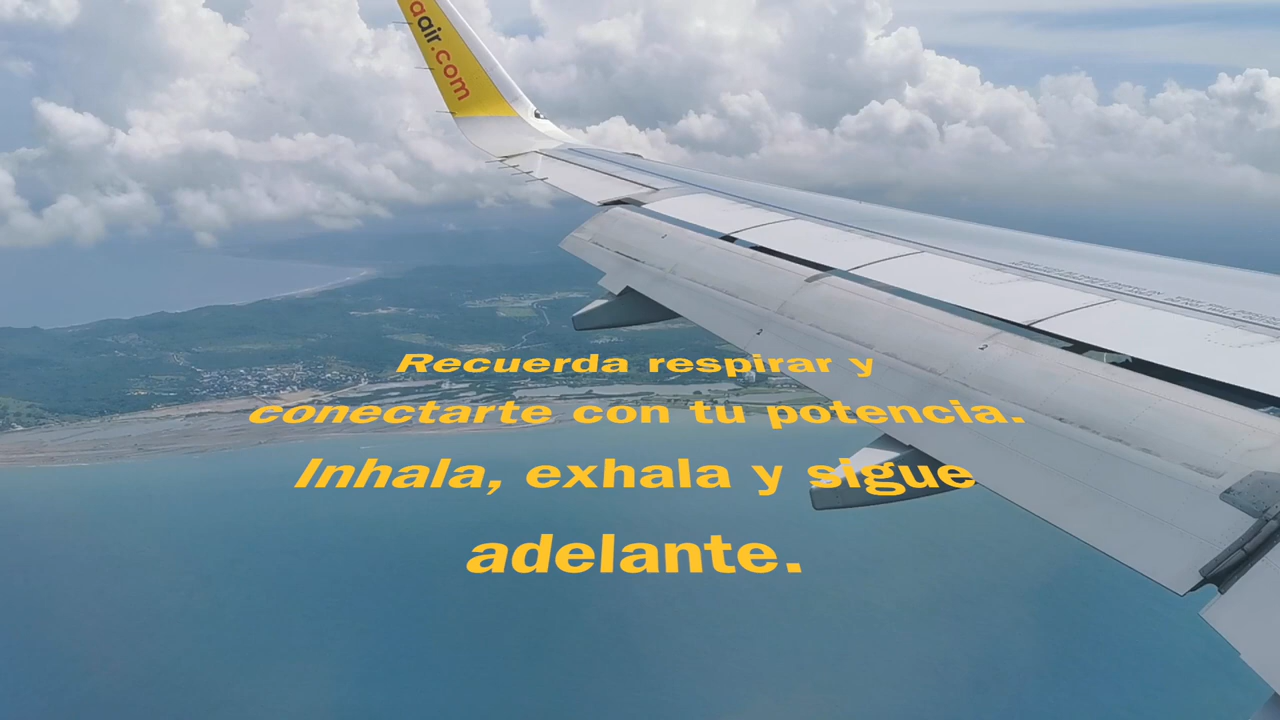 aair.com
Recuerda respirar y
conectarte con tu potencia.
Inhala, exhala y sigue
adelante.